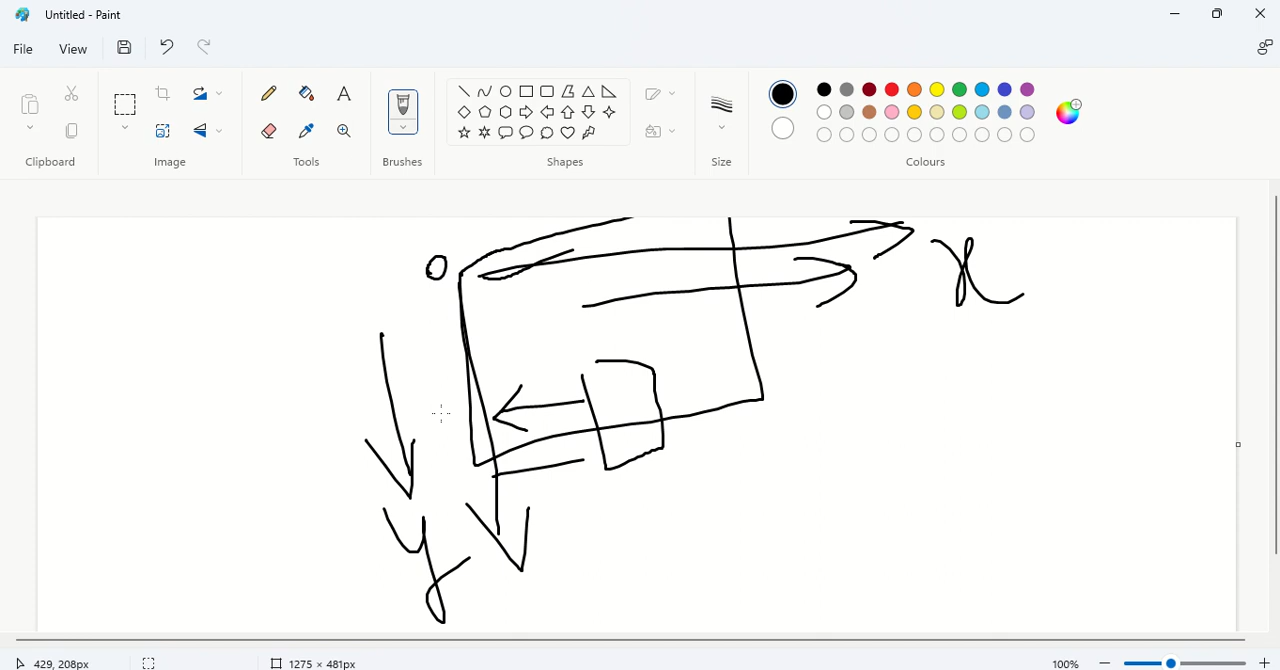 Untitled - Paint
File View
Clipboard Image Tools Brushes Shapes Size Colours
O
x
y
429, 208px 1275 × 481px 100%